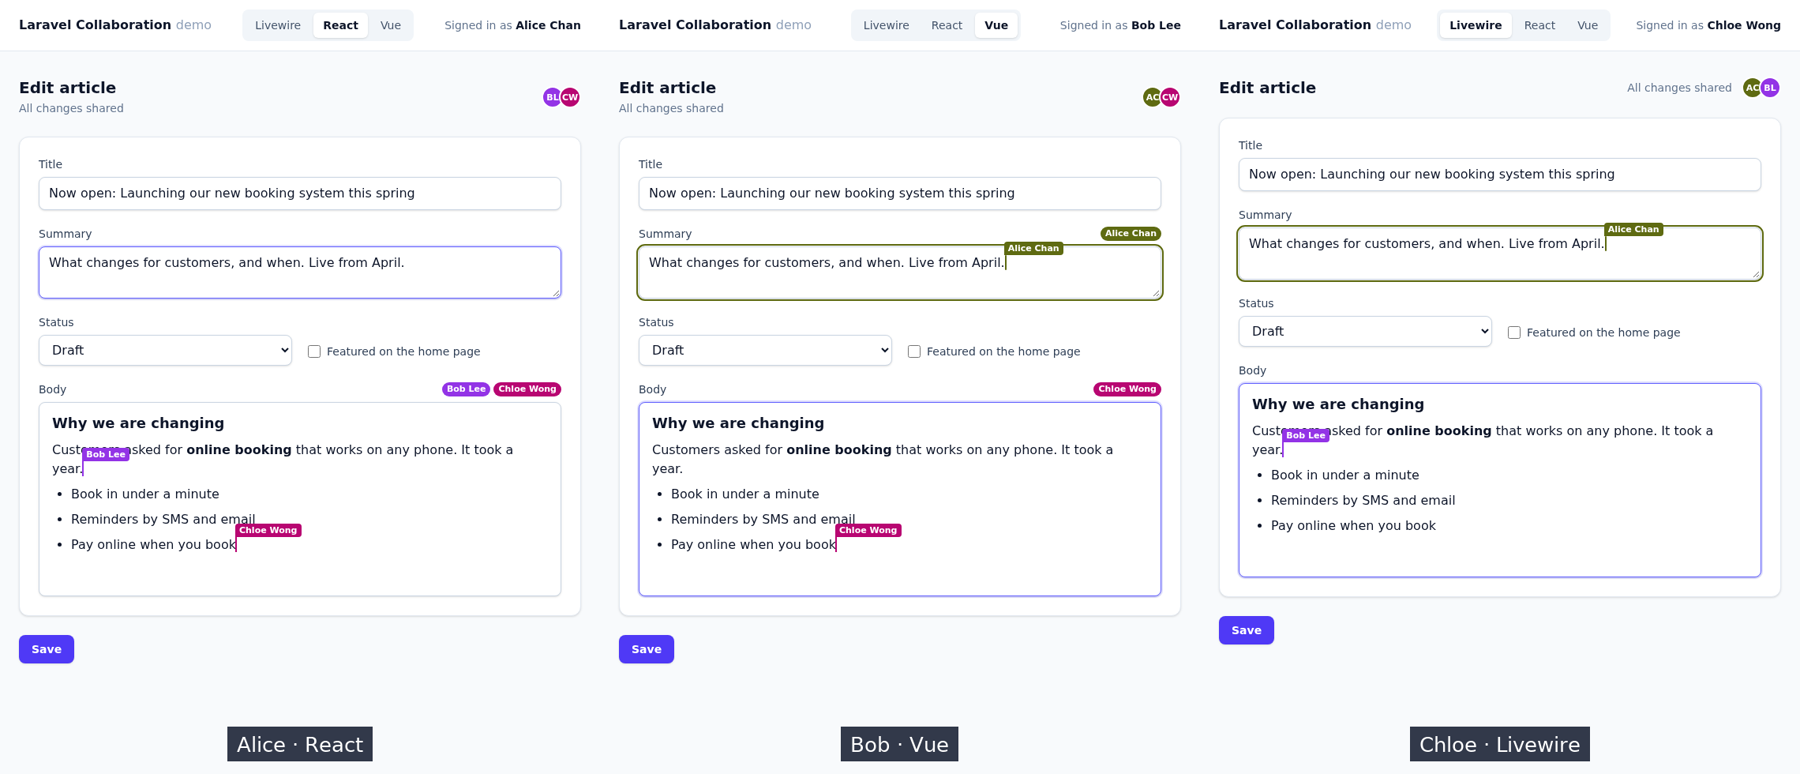 Laravel Collaboration demo
Livewire React Vue
Signed in as Alice Chan
Edit article
All changes shared
BL CW
Title
Now open: Launching our new booking system this spring
Summary
What changes for customers, and when. Live from April.
Status
Draft
Featured on the home page
Body
Bob Lee Chloe Wong
Why we are changing
Customers asked for online booking that works on any phone. It took a
year.
Bob Lee
Book in under a minute
Reminders by SMS and email
Chloe Wong
Pay online when you book
Save
Alice · React
Laravel Collaboration demo
Livewire React Vue
Signed in as Bob Lee
Edit article
All changes shared
AC CW
Title
Now open: Launching our new booking system this spring
Summary
Alice Chan
Alice Chan
What changes for customers, and when. Live from April.
Status
Draft
Featured on the home page
Body
Chloe Wong
Why we are changing
Customers asked for online booking that works on any phone. It took a
year.
Book in under a minute
Reminders by SMS and email
Chloe Wong
Pay online when you book
Save
Bob · Vue
Laravel Collaboration demo
Livewire React Vue
Signed in as Chloe Wong
Edit article
All changes shared
AC BL
Title
Now open: Launching our new booking system this spring
Summary
Alice Chan
What changes for customers, and when. Live from April.
Status
Draft
Featured on the home page
Body
Why we are changing
Customers asked for online booking that works on any phone. It took a
Bob Lee
year.
Book in under a minute
Reminders by SMS and email
Pay online when you book
Save
Chloe · Livewire